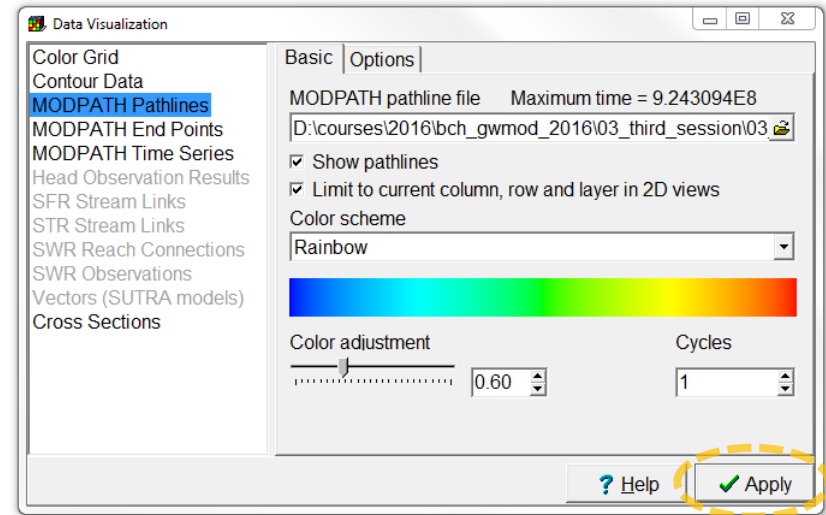 Data Visualization
Color Grid
Contour Data
MODPATH Pathlines
MODPATH End Points
MODPATH Time Series
Head Observation Results
SFR Stream Links
STR Stream Links
SWR Reach Connections
SWR Observations
Vectors (SUTRA models)
Cross Sections
Basic Options
MODPATH pathline file Maximum time = 9.243094E8
D:\courses\2016\bch_gwmod_2016\03_third_session\03_
Show pathlines
Limit to current column, row and layer in 2D views
Color scheme
Rainbow
Color adjustment Cycles
0.60 1
? Help Apply